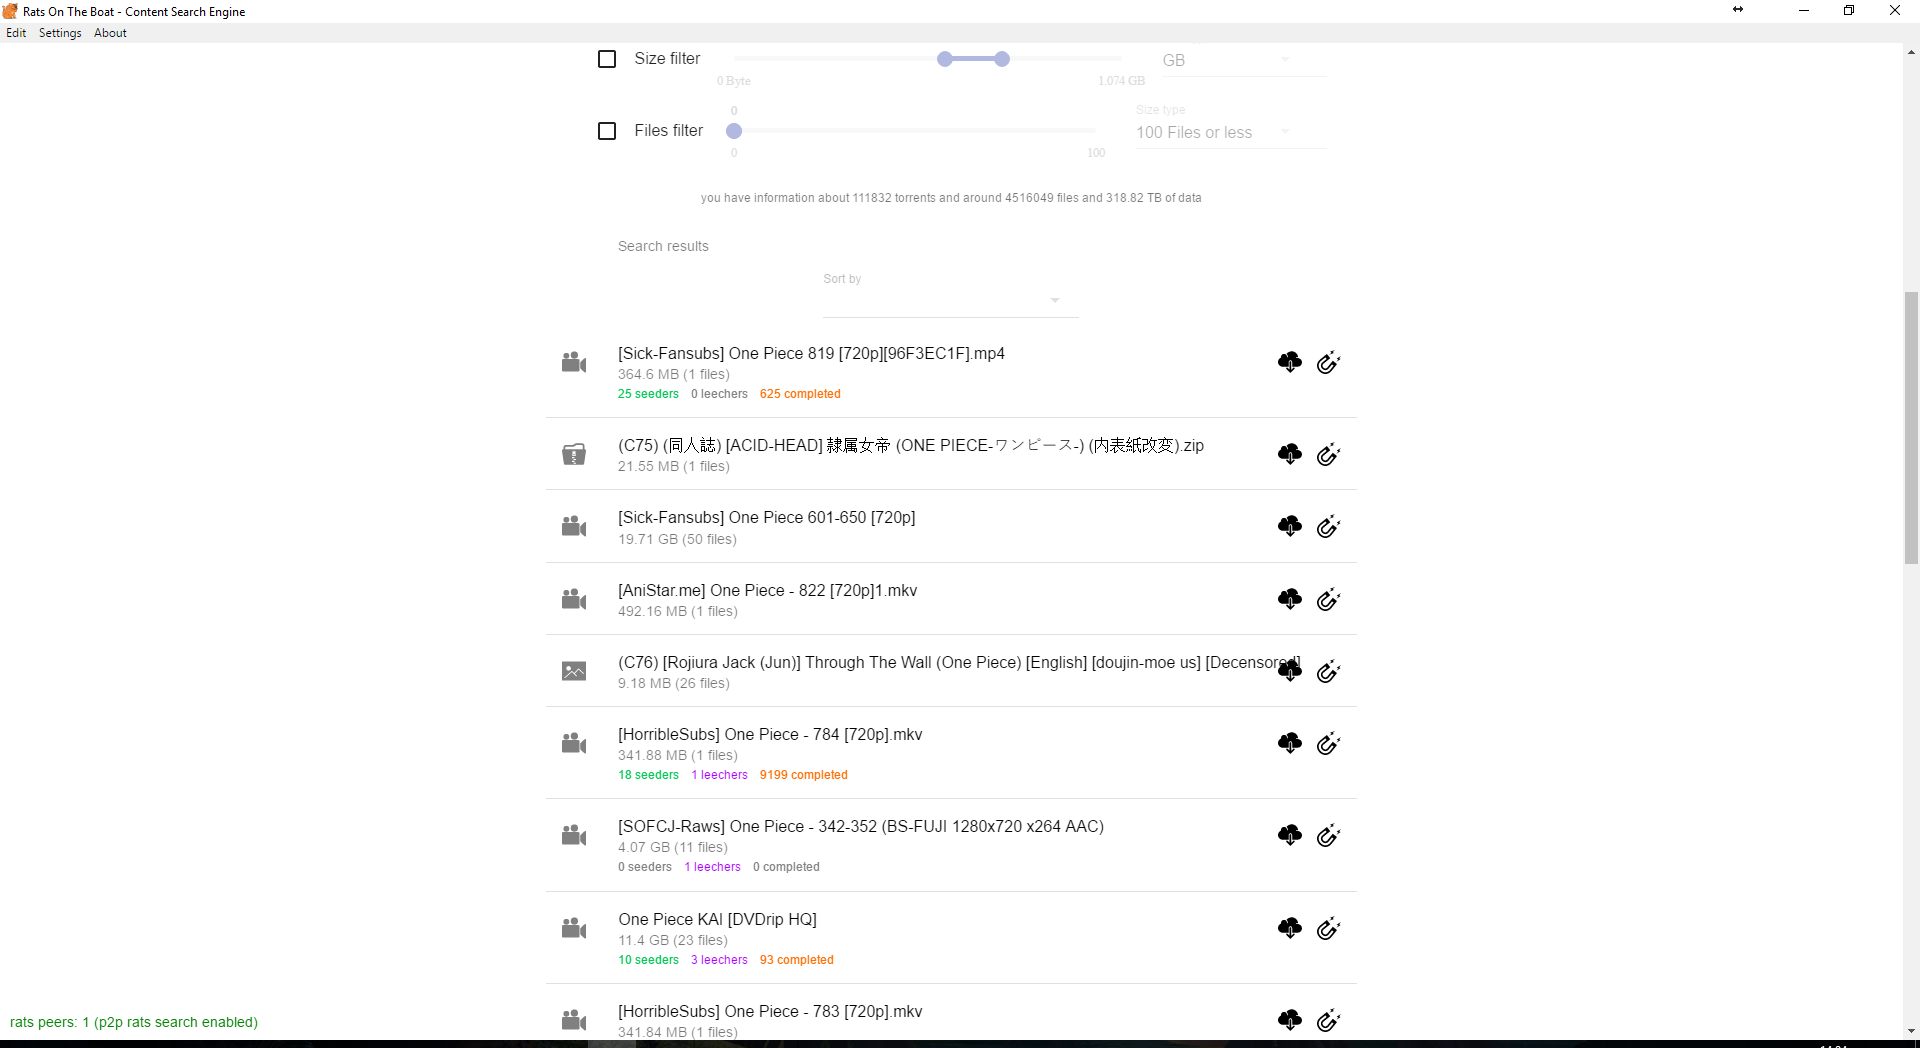 Rats On The Boat - Content Search Engine
Edit Settings About
Size filter
GB
0 Byte
1.074 GB
0
Size type
Files filter
100 Files or less
0
100
you have information about 111832 torrents and around 4516049 files and 318.82 TB of data
Search results
Sort by
[Sick-Fansubs] One Piece 819 [720p][96F3EC1F].mp4
364.6 MB (1 files)
25 seeders 0 leechers 625 completed
(C75) (同人誌) [ACID-HEAD] 隷属女帝 (ONE PIECE-ワンピース-) (内表紙改変).zip
21.55 MB (1 files)
[Sick-Fansubs] One Piece 601-650 [720p]
19.71 GB (50 files)
[AniStar.me] One Piece - 822 [720p]1.mkv
492.16 MB (1 files)
(C76) [Rojiura Jack (Jun)] Through The Wall (One Piece) [English] [doujin-moe us] [Decensored]
9.18 MB (26 files)
[HorribleSubs] One Piece - 784 [720p].mkv
341.88 MB (1 files)
18 seeders 1 leechers 9199 completed
[SOFCJ-Raws] One Piece - 342-352 (BS-FUJI 1280x720 x264 AAC)
4.07 GB (11 files)
0 seeders 1 leechers 0 completed
One Piece KAI [DVDrip HQ]
11.4 GB (23 files)
10 seeders 3 leechers 93 completed
[HorribleSubs] One Piece - 783 [720p].mkv
341.84 MB (1 files)
rats peers: 1 (p2p rats search enabled)